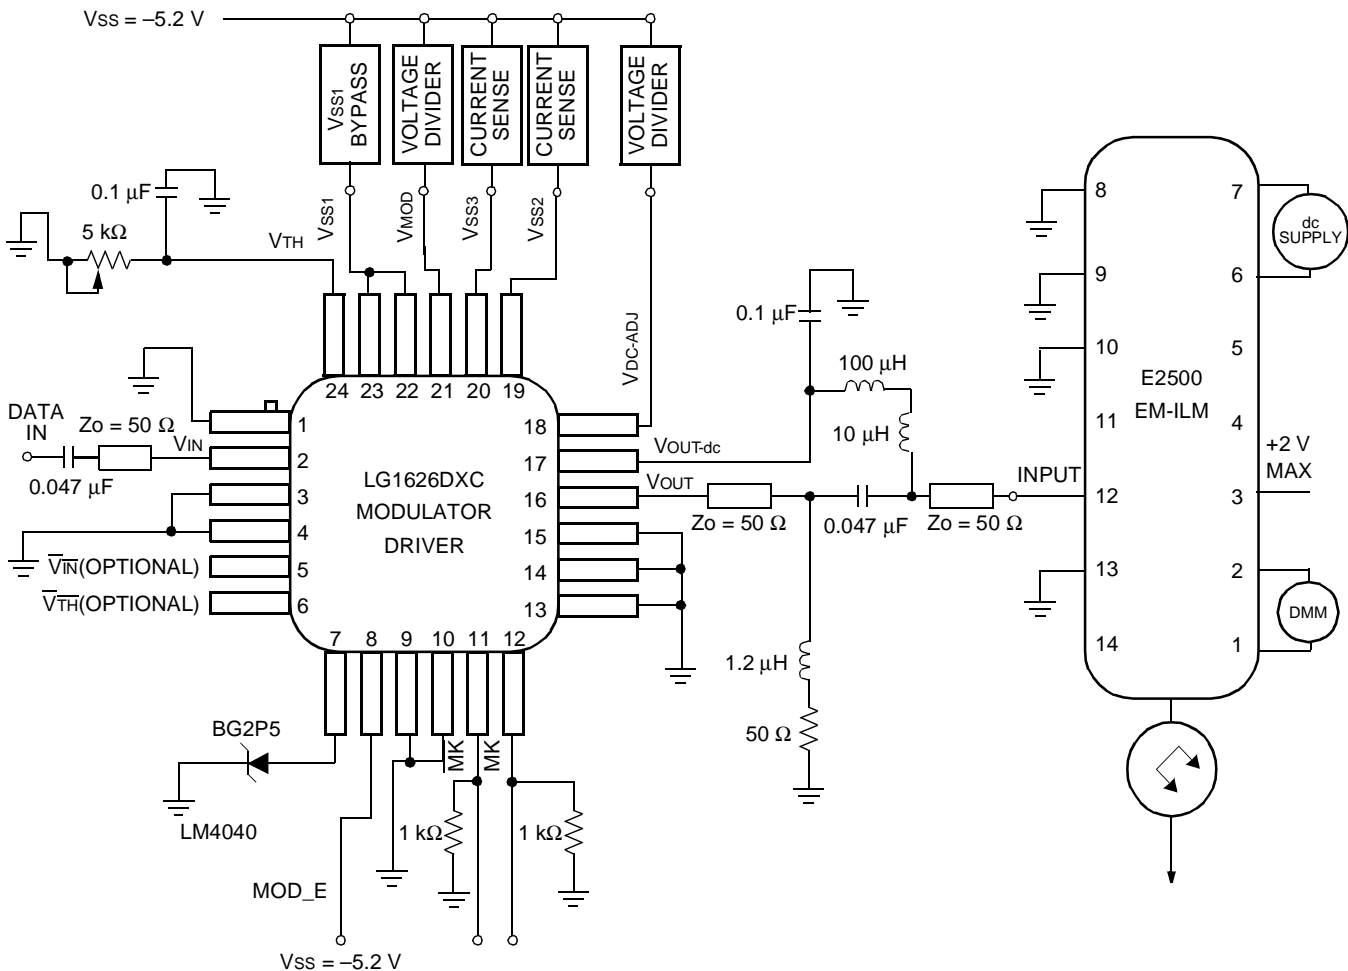 VSS = –5.2 V
VSS1
BYPASS
VOLTAGE
DIVIDER
CURRENT
SENSE
CURRENT
SENSE
VOLTAGE
DIVIDER
0.1 μF
5 kΩ
VTH
VSS1
VMOD
VSS3
VSS2
VDC-ADJ
24 23 22 21 20 19
DATA
IN
Zo = 50 Ω
VIN
0.047 μF
V̅I̅N̅(OPTIONAL)
V̅T̅H̅(OPTIONAL)
1
2
3
4
5
6
LG1626DXC
MODULATOR
DRIVER
18
17
16
15
14
13
7 8 9 10 11 12
BG2P5
LM4040
MOD_E
VSS = –5.2 V
M̅K̅
MK
1 kΩ
1 kΩ
0.1 μF
100 μH
10 μH
VOUT-dc
VOUT
Zo = 50 Ω
0.047 μF
Zo = 50 Ω
INPUT
1.2 μH
50 Ω
8
9
10
11
12
13
14
E2500
EM-ILM
7
6
5
4
3
2
1
dc
SUPPLY
+2 V
MAX
DMM